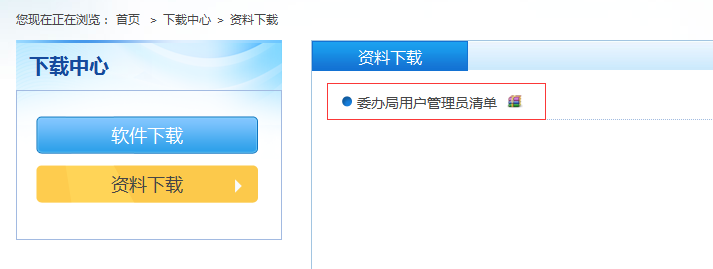 您现在正在浏览： 首页 > 下载中心 > 资料下载
下载中心
软件下载
资料下载
资料下载
委办局用户管理员清单